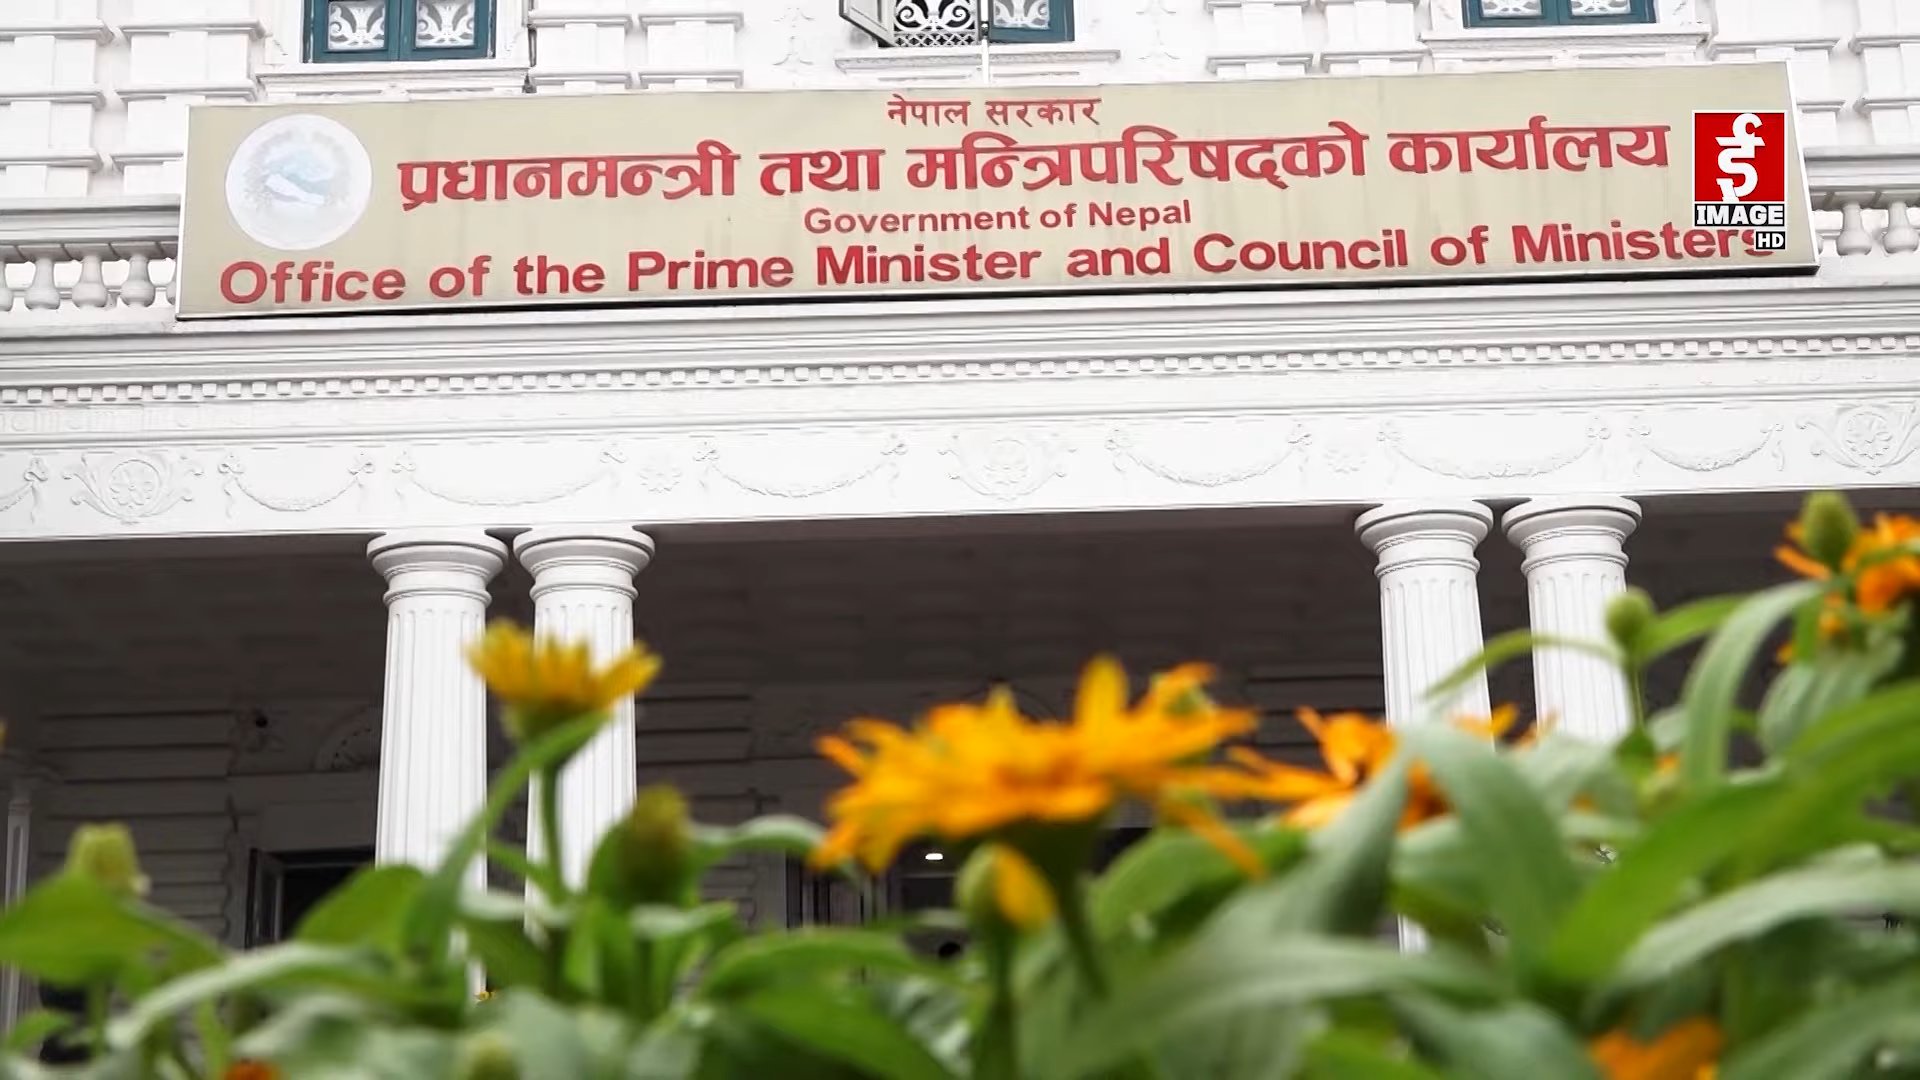 नेपाल सरकार
प्रधानमन्त्री तथा मन्त्रिपरिषद्को कार्यालय
Government of Nepal
Office of the Prime Minister and Council of Ministers
IMAGE
HD